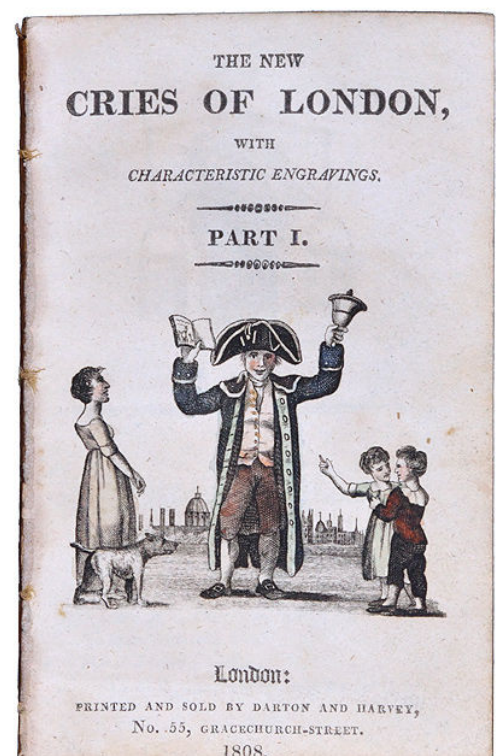 THE NEW
CRIES OF LONDON,
WITH
CHARACTERISTIC ENGRAVINGS.
PART I.
London:
PRINTED AND SOLD BY DARTON AND HARVEY,
No. 55, GRACECHURCH-STREET.
1808.